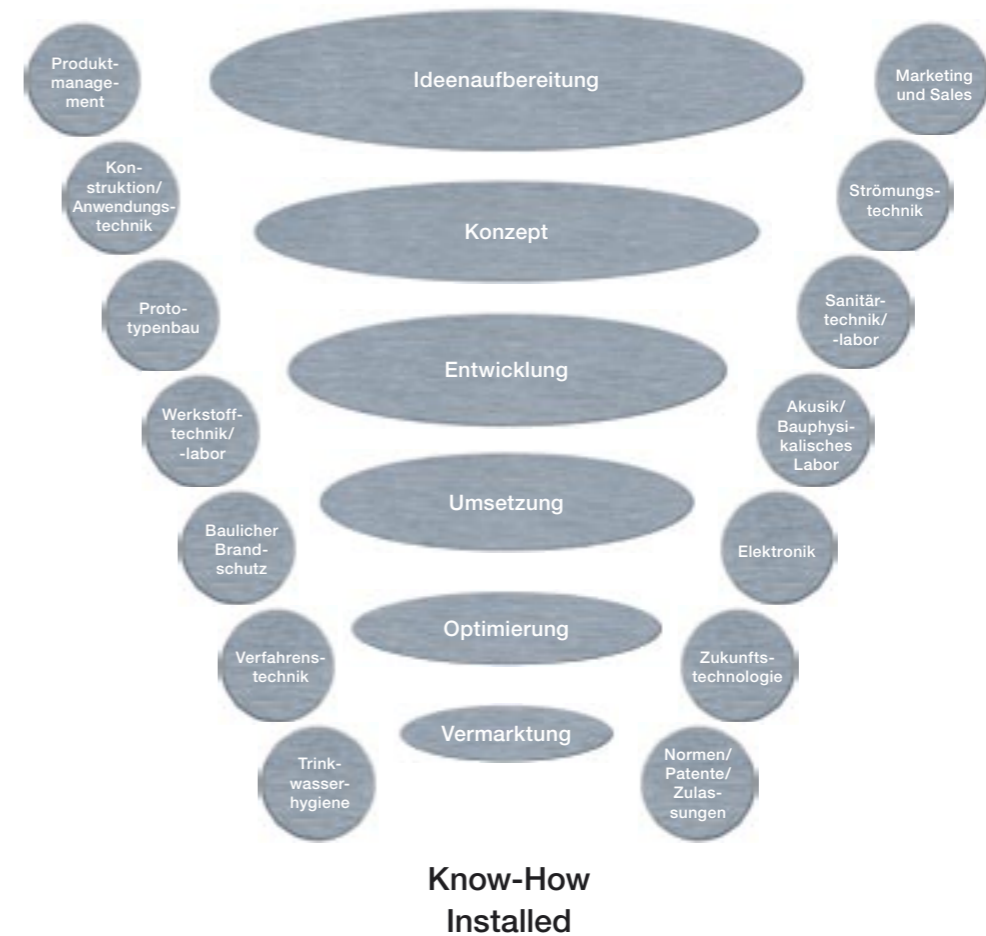 Produkt-
manage-
ment
Ideenaufbereitung
Marketing
und Sales
Kon-
struktion/
Anwendungs-
technik
Konzept
Strömungs-
technik
Proto-
typenbau
Entwicklung
Sanitär-
technik/
-labor
Werkstoff-
technik/
-labor
Umsetzung
Akusik/
Bauphysi-
kalisches
Labor
Baulicher
Brand-
schutz
Optimierung
Elektronik
Verfahrens-
technik
Vermarktung
Zukunfts-
technologie
Trink-
wasser-
hygiene
Normen/
Patente/
Zulas-
sungen
Know-How
Installed